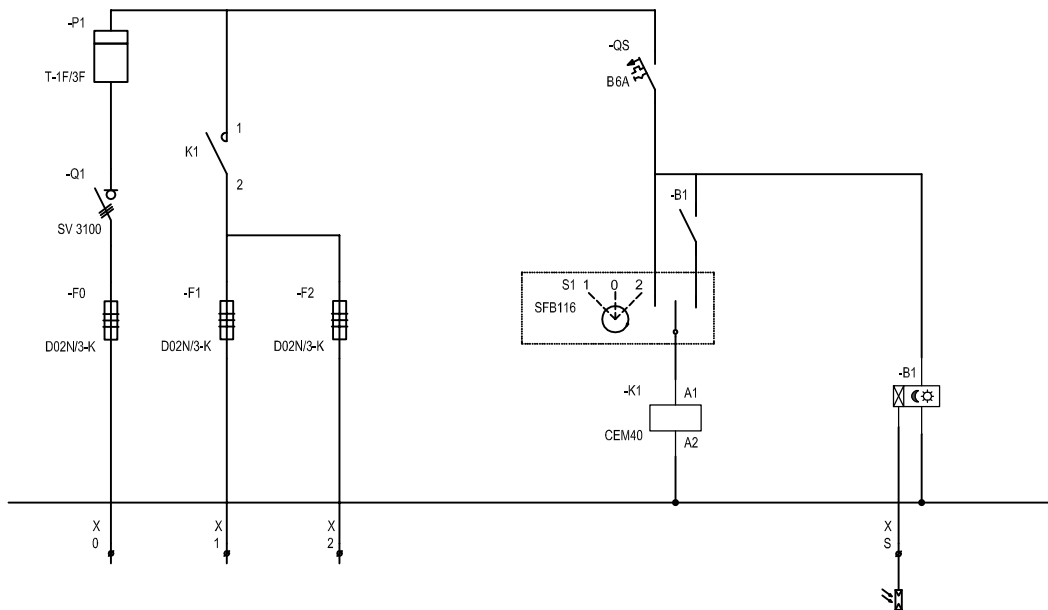 -P1
T-1F/3F
-Q1
SV 3100
-F0
D02N/3-K
1
K1
2
-F1
D02N/3-K
-F2
D02N/3-K
-QS
B6A
-B1
S1 1 0 2
SFB116
-K1 A1
CEM40
A2
-B1
X
0
X
1
X
2
X
S